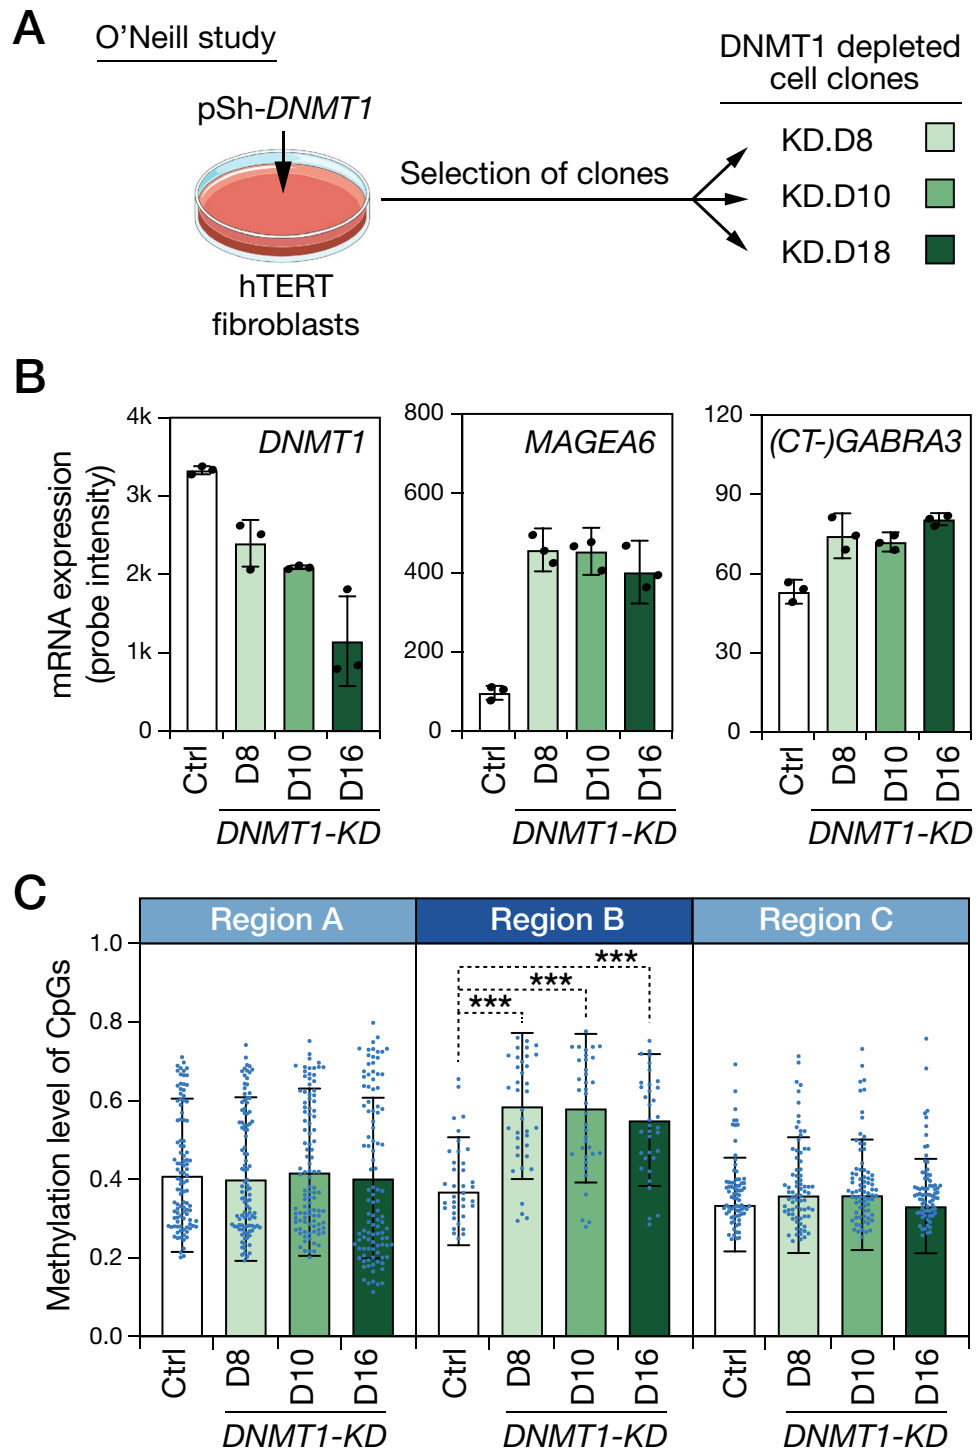 A
O’Neill study
pSh-DNMT1
hTERT
fibroblasts
Selection of clones
DNMT1 depleted
cell clones
KD.D8
KD.D10
KD.D18
B
mRNA expression
(probe intensity)
4k
3k
2k
1k
0
DNMT1
Ctrl
D8
D10
D16
DNMT1-KD
800
600
400
200
0
MAGEA6
Ctrl
D8
D10
D16
DNMT1-KD
120
90
60
30
0
(CT-)GABRA3
Ctrl
D8
D10
D16
DNMT1-KD
C
Region A
Region B
Region C
Methylation level of CpGs
1.0
0.8
0.6
0.4
0.2
0.0
***
***
***
Ctrl
D8
D10
D16
DNMT1-KD
Ctrl
D8
D10
D16
DNMT1-KD
Ctrl
D8
D10
D16
DNMT1-KD